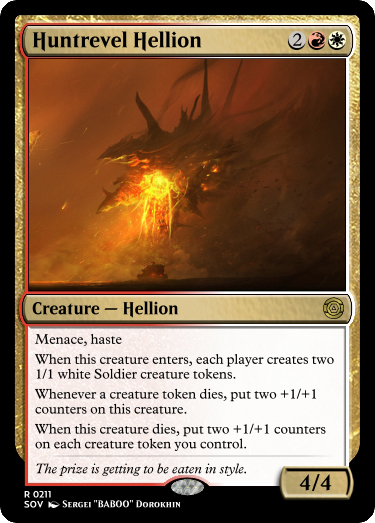 Huntrevel Hellion 2
Creature — Hellion
Menace, haste
When this creature enters, each player creates two
1/1 white Soldier creature tokens.
Whenever a creature token dies, put two +1/+1
counters on this creature.
When this creature dies, put two +1/+1 counters
on each creature token you control.
The prize is getting to be eaten in style.
4/4
R 0211
SOV Sergei "BABOO" Dorokhin